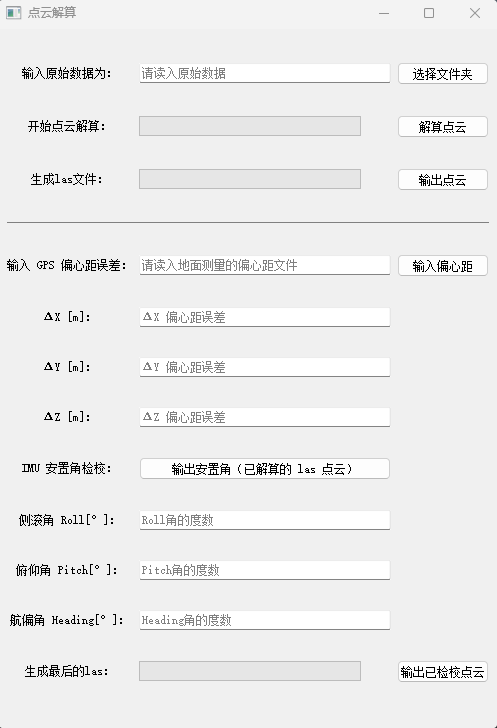 点云解算
输入原始数据为: 请读入原始数据 选择文件夹
开始点云解算: 解算点云
生成las文件: 输出点云
输入 GPS 偏心距误差: 请读入地面测量的偏心距文件 输入偏心距
ΔX [m]: ΔX 偏心距误差
ΔY [m]: ΔY 偏心距误差
ΔZ [m]: ΔZ 偏心距误差
IMU 安置角检校: 输出安置角(已解算的 las 点云)
侧滚角 Roll[°]: Roll角的度数
俯仰角 Pitch[°]: Pitch角的度数
航偏角 Heading[°]: Heading角的度数
生成最后的las: 输出已检校点云